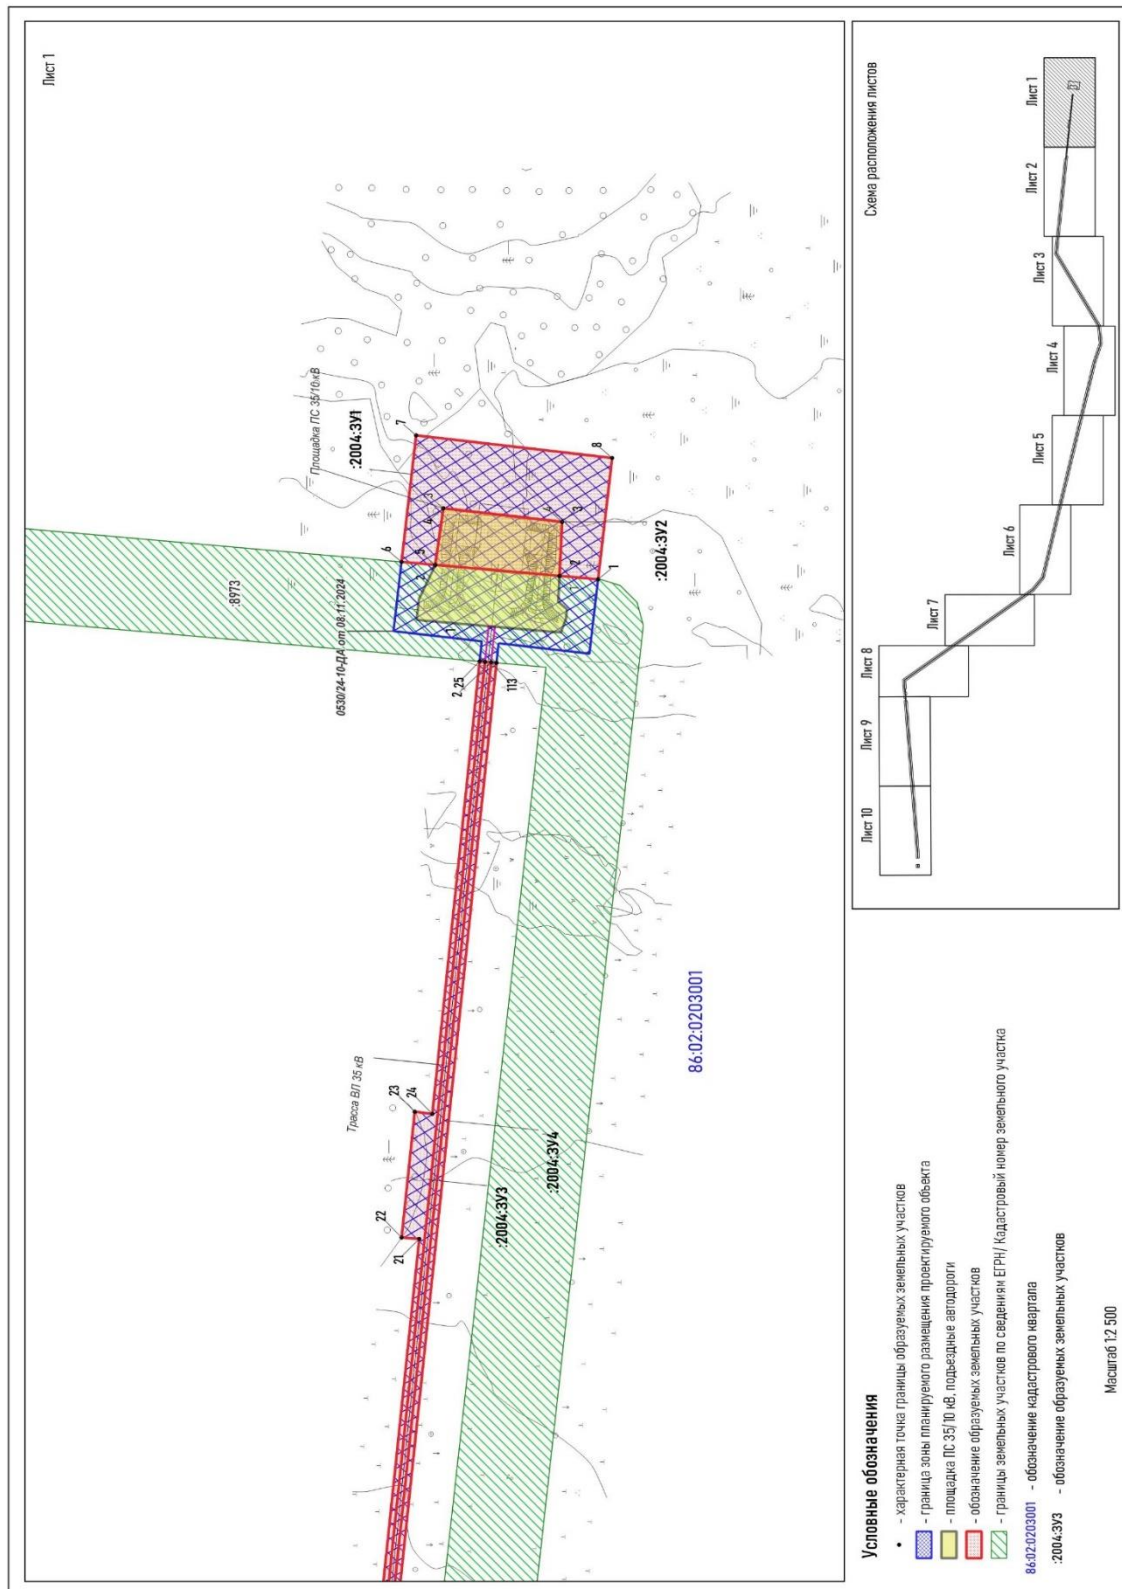 Лист 1
:8973
0530/24-10-ДА от 08.11.2024
Площадка ПС 35/10 кВ
:2004:ЗУ1
7
6
3
4
5
2
1
8
4
3
2
1
1
:2004:ЗУ2
2, 25
113
Трасса ВЛ 35 кВ
23
24
22
21
:2004:ЗУ3
:2004:ЗУ4
86:02:0203001
Схема расположения листов
Лист 1
Лист 2
Лист 3
Лист 4
Лист 5
Лист 6
Лист 7
Лист 8
Лист 9
Лист 10
Условные обозначения
- характерная точка границы образуемых земельных участков
- граница зоны планируемого размещения проектируемого объекта
- площадка ПС 35/10 кВ, подъездные автодороги
- обозначение образуемых земельных участков
- границы земельных участков по сведениям ЕГРН/ Кадастровый номер земельного участка
86:02:0203001 - обозначение кадастрового квартала
:2004:ЗУ3 - обозначение образуемых земельных участков
Масштаб 1:2 500